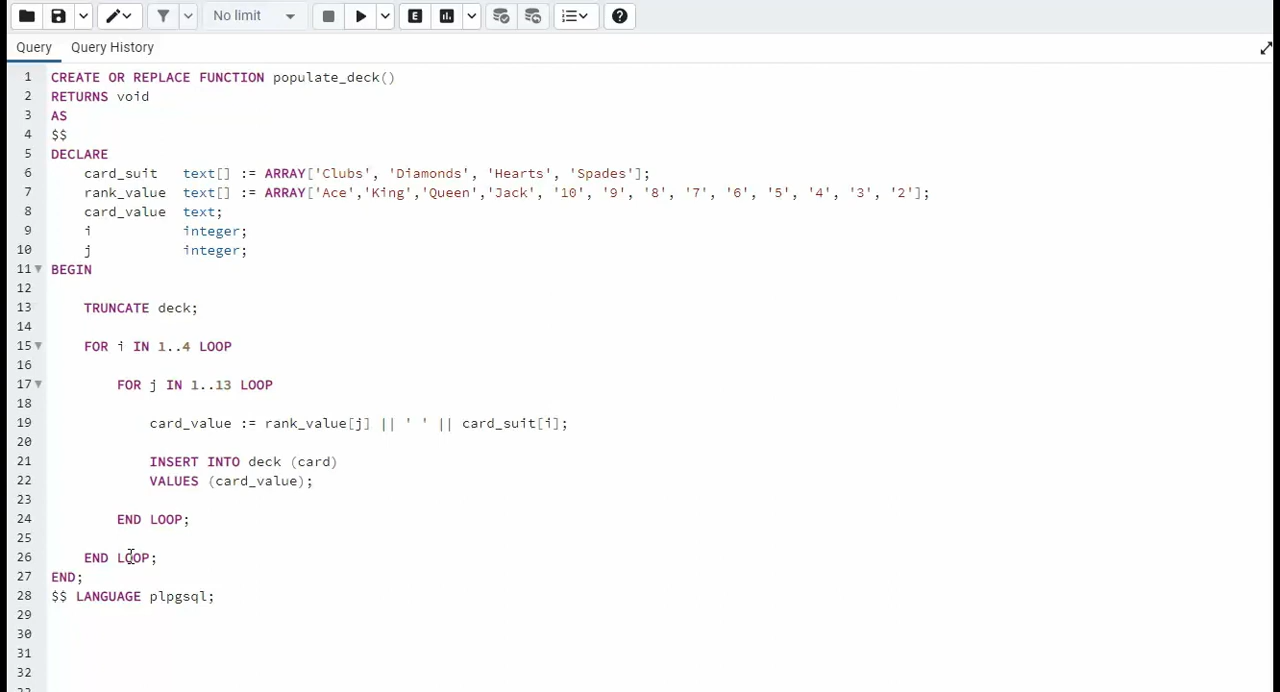 No limit
Query Query History
1 CREATE OR REPLACE FUNCTION populate_deck()
2 RETURNS void
3 AS
4 $$
5 DECLARE
6 card_suit text[] := ARRAY['Clubs', 'Diamonds', 'Hearts', 'Spades'];
7 rank_value text[] := ARRAY['Ace','King','Queen','Jack', '10', '9', '8', '7', '6', '5', '4', '3', '2'];
8 card_value text;
9 i integer;
10 j integer;
11 BEGIN
12
13 TRUNCATE deck;
14
15 FOR i IN 1..4 LOOP
16
17 FOR j IN 1..13 LOOP
18
19 card_value := rank_value[j] || ' ' || card_suit[i];
20
21 INSERT INTO deck (card)
22 VALUES (card_value);
23
24 END LOOP;
25
26 END LOOP;
27 END;
28 $$ LANGUAGE plpgsql;
29
30
31
32